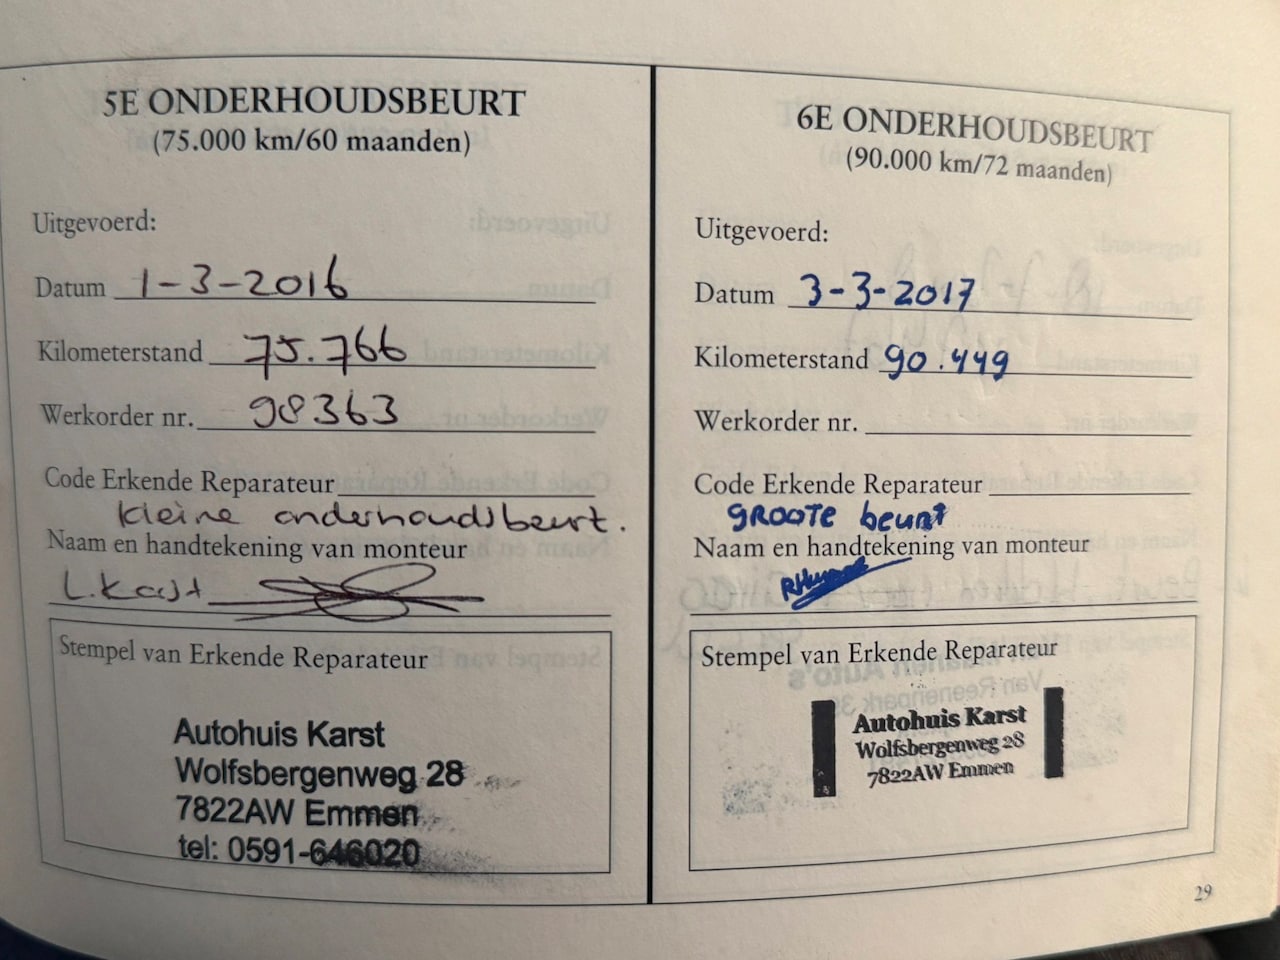 5E ONDERHOUDSBEURT
(75.000 km/60 maanden)
Uitgevoerd:
Datum 1-3-2016
Kilometerstand 75.766
Werkorder nr. 98363
Code Erkende Reparateur
kleine onderhoudsbeurt.
Naam en handtekening van monteur
L. Karst
Stempel van Erkende Reparateur
Autohuis Karst
Wolfsbergenweg 28
7822AW Emmen
tel: 0591-646020
6E ONDERHOUDSBEURT
(90.000 km/72 maanden)
Uitgevoerd:
Datum 3-3-2017
Kilometerstand 90.449
Werkorder nr.
Code Erkende Reparateur
GROOTE beurt
Naam en handtekening van monteur
Stempel van Erkende Reparateur
Autohuis Karst
Wolfsbergenweg 28
7822AW Emmen
29